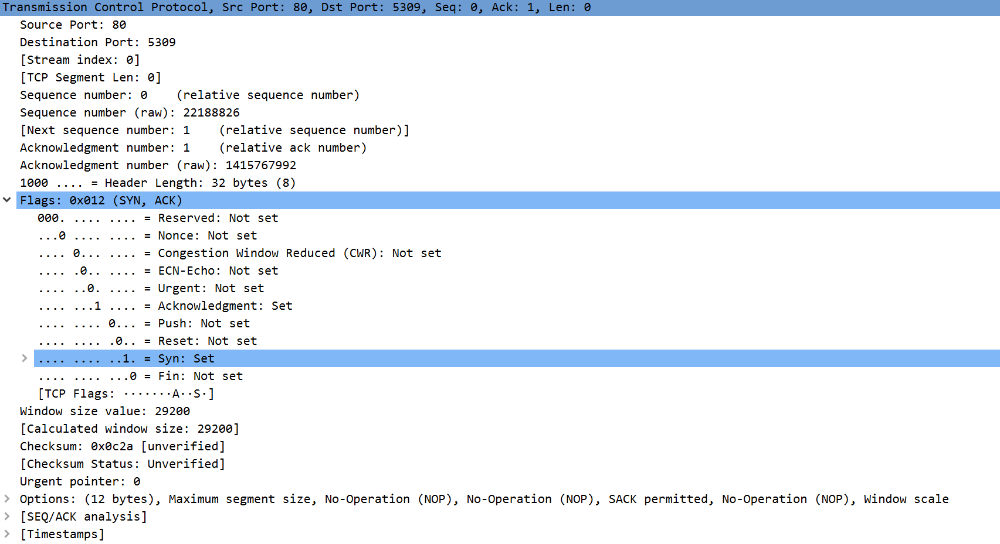 Transmission Control Protocol, Src Port: 80, Dst Port: 5309, Seq: 0, Ack: 1, Len: 0
Source Port: 80
Destination Port: 5309
[Stream index: 0]
[TCP Segment Len: 0]
Sequence number: 0    (relative sequence number)
Sequence number (raw): 22188826
[Next sequence number: 1    (relative sequence number)]
Acknowledgment number: 1    (relative ack number)
Acknowledgment number (raw): 1415767992
1000 .... = Header Length: 32 bytes (8)
Flags: 0x012 (SYN, ACK)
000. .... .... = Reserved: Not set
...0 .... .... = Nonce: Not set
.... 0... .... = Congestion Window Reduced (CWR): Not set
.... .0.. .... = ECN-Echo: Not set
.... ..0. .... = Urgent: Not set
.... ...1 .... = Acknowledgment: Set
.... .... 0... = Push: Not set
.... .... .0.. = Reset: Not set
.... .... ..1. = Syn: Set
.... .... ...0 = Fin: Not set
[TCP Flags: ·······A··S·]
Window size value: 29200
[Calculated window size: 29200]
Checksum: 0x0c2a [unverified]
[Checksum Status: Unverified]
Urgent pointer: 0
Options: (12 bytes), Maximum segment size, No-Operation (NOP), No-Operation (NOP), SACK permitted, No-Operation (NOP), Window scale
[SEQ/ACK analysis]
[Timestamps]